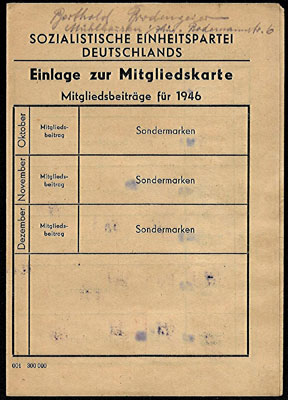 SOZIALISTISCHE EINHEITSPARTEI
DEUTSCHLANDS
Einlage zur Mitgliedskarte
Mitgliedsbeiträge für 1946
Oktober
Mitglieds-
beitrag
Sondermarken
November
Mitglieds-
beitrag
Sondermarken
Dezember
Mitglieds-
beitrag
Sondermarken
001 300 000